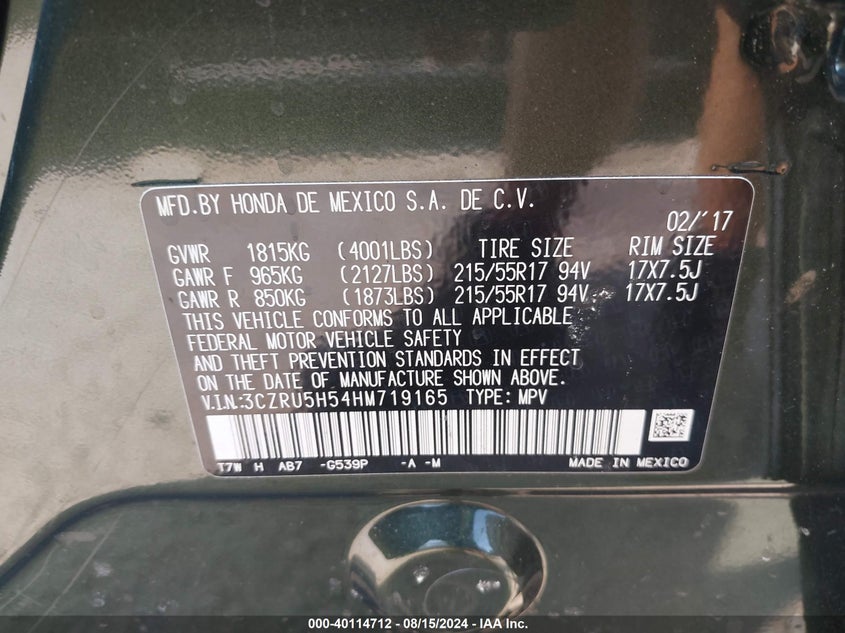 MFD.BY HONDA DE MEXICO S.A. DE C.V.
02/'17
GVWR 1815KG (4001LBS) TIRE SIZE RIM SIZE
GAWR F 965KG (2127LBS) 215/55R17 94V 17X7.5J
GAWR R 850KG (1873LBS) 215/55R17 94V 17X7.5J
THIS VEHICLE CONFORMS TO ALL APPLICABLE
FEDERAL MOTOR VEHICLE SAFETY
AND THEFT PREVENTION STANDARDS IN EFFECT
ON THE DATE OF MANUFACTURE SHOWN ABOVE.
V.I.N.:3CZRU5H54HM719165 TYPE: MPV
T7W H AB7 -G539P -A -M MADE IN MEXICO
000-40114712 - 08/15/2024 - IAA Inc.